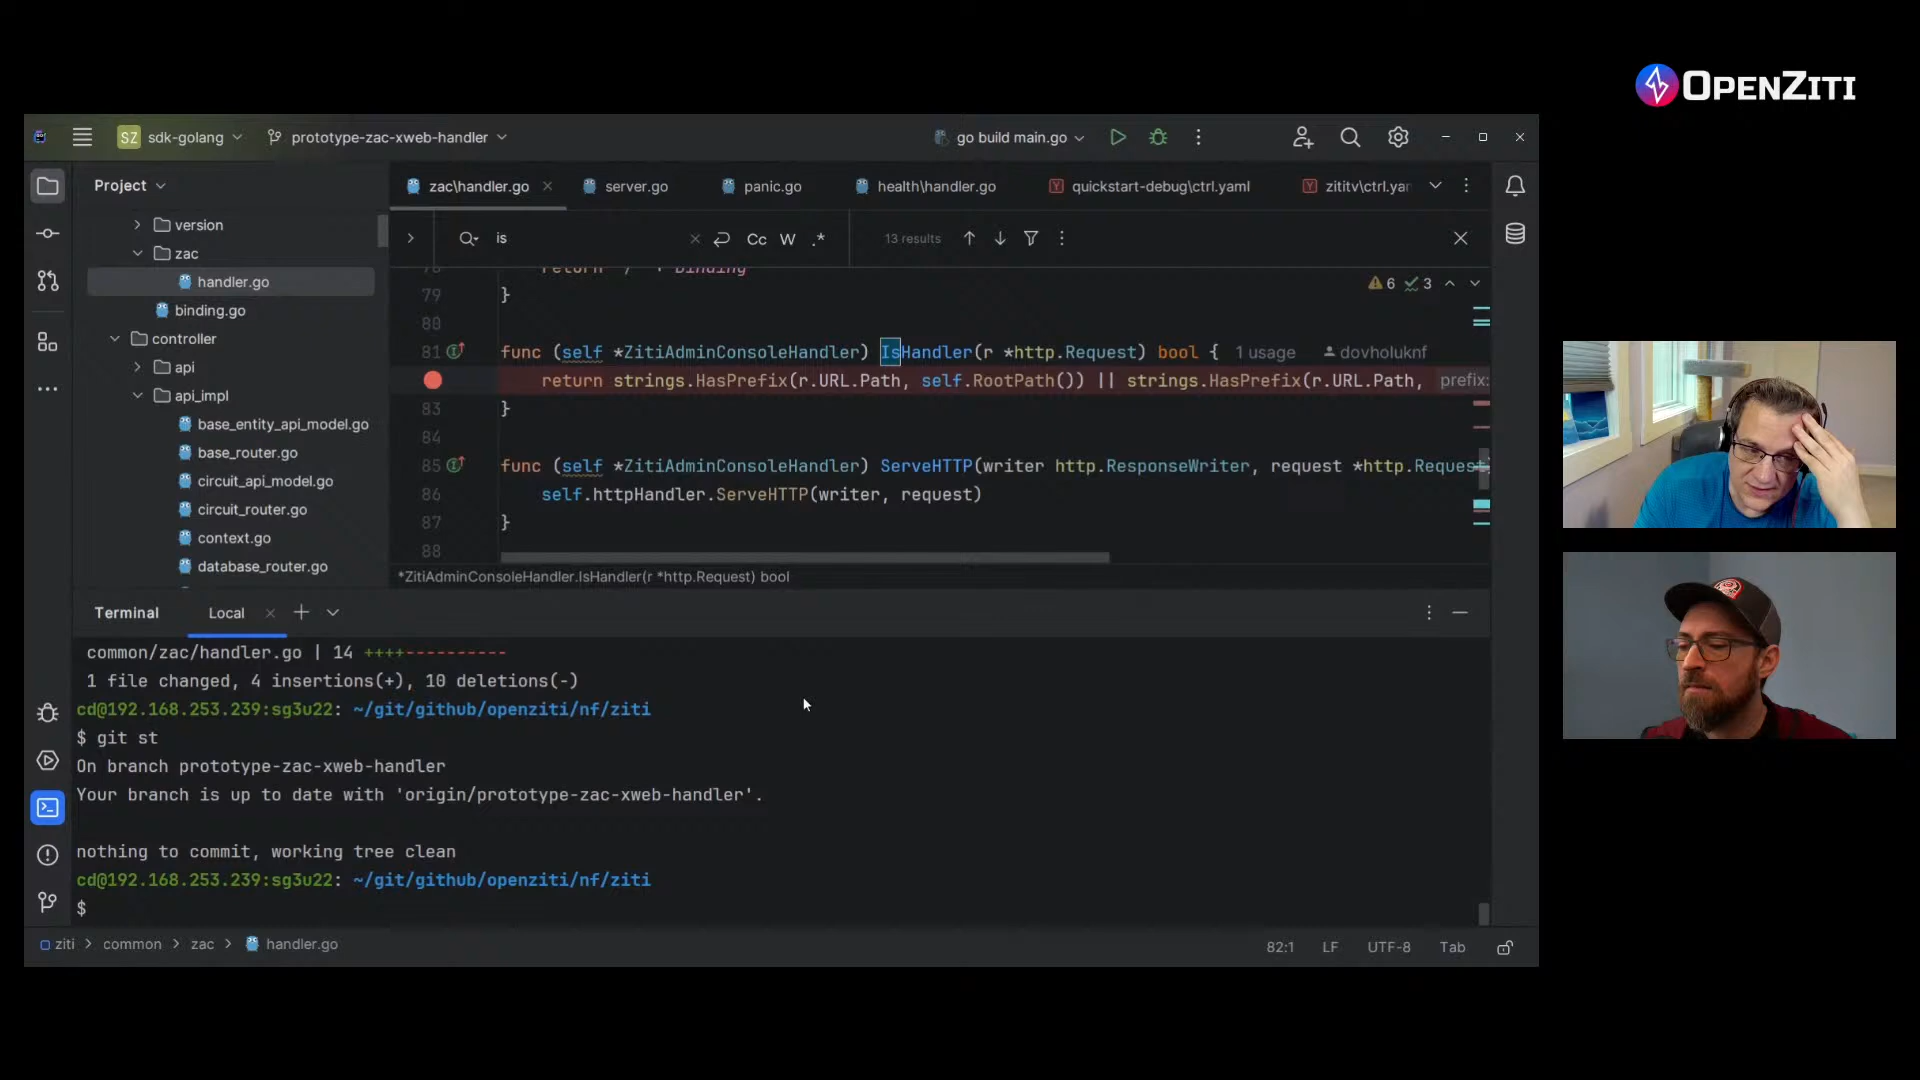 OPENZITI
SZ sdk-golang prototype-zac-xweb-handler go build main.go
Project
zac\handler.go server.go panic.go health\handler.go quickstart-debug\ctrl.yaml zititv\ctrl.yar
is Cc W .* 13 results
version
zac
handler.go
binding.go
controller
api
api_impl
base_entity_api_model.go
base_router.go
circuit_api_model.go
circuit_router.go
context.go
database_router.go
6 3
79 }
80
81 func (self *ZitiAdminConsoleHandler) IsHandler(r *http.Request) bool { 1 usage dovholuknf
return strings.HasPrefix(r.URL.Path, self.RootPath()) || strings.HasPrefix(r.URL.Path, prefix:
83 }
84
85 func (self *ZitiAdminConsoleHandler) ServeHTTP(writer http.ResponseWriter, request *http.Request
86 self.httpHandler.ServeHTTP(writer, request)
87 }
88
*ZitiAdminConsoleHandler.IsHandler(r *http.Request) bool
Terminal Local
common/zac/handler.go | 14 ++++----------
1 file changed, 4 insertions(+), 10 deletions(-)
cd@192.168.253.239:sg3u22: ~/git/github/openziti/nf/ziti
$ git st
On branch prototype-zac-xweb-handler
Your branch is up to date with 'origin/prototype-zac-xweb-handler'.
nothing to commit, working tree clean
cd@192.168.253.239:sg3u22: ~/git/github/openziti/nf/ziti
$
ziti > common > zac > handler.go 82:1 LF UTF-8 Tab